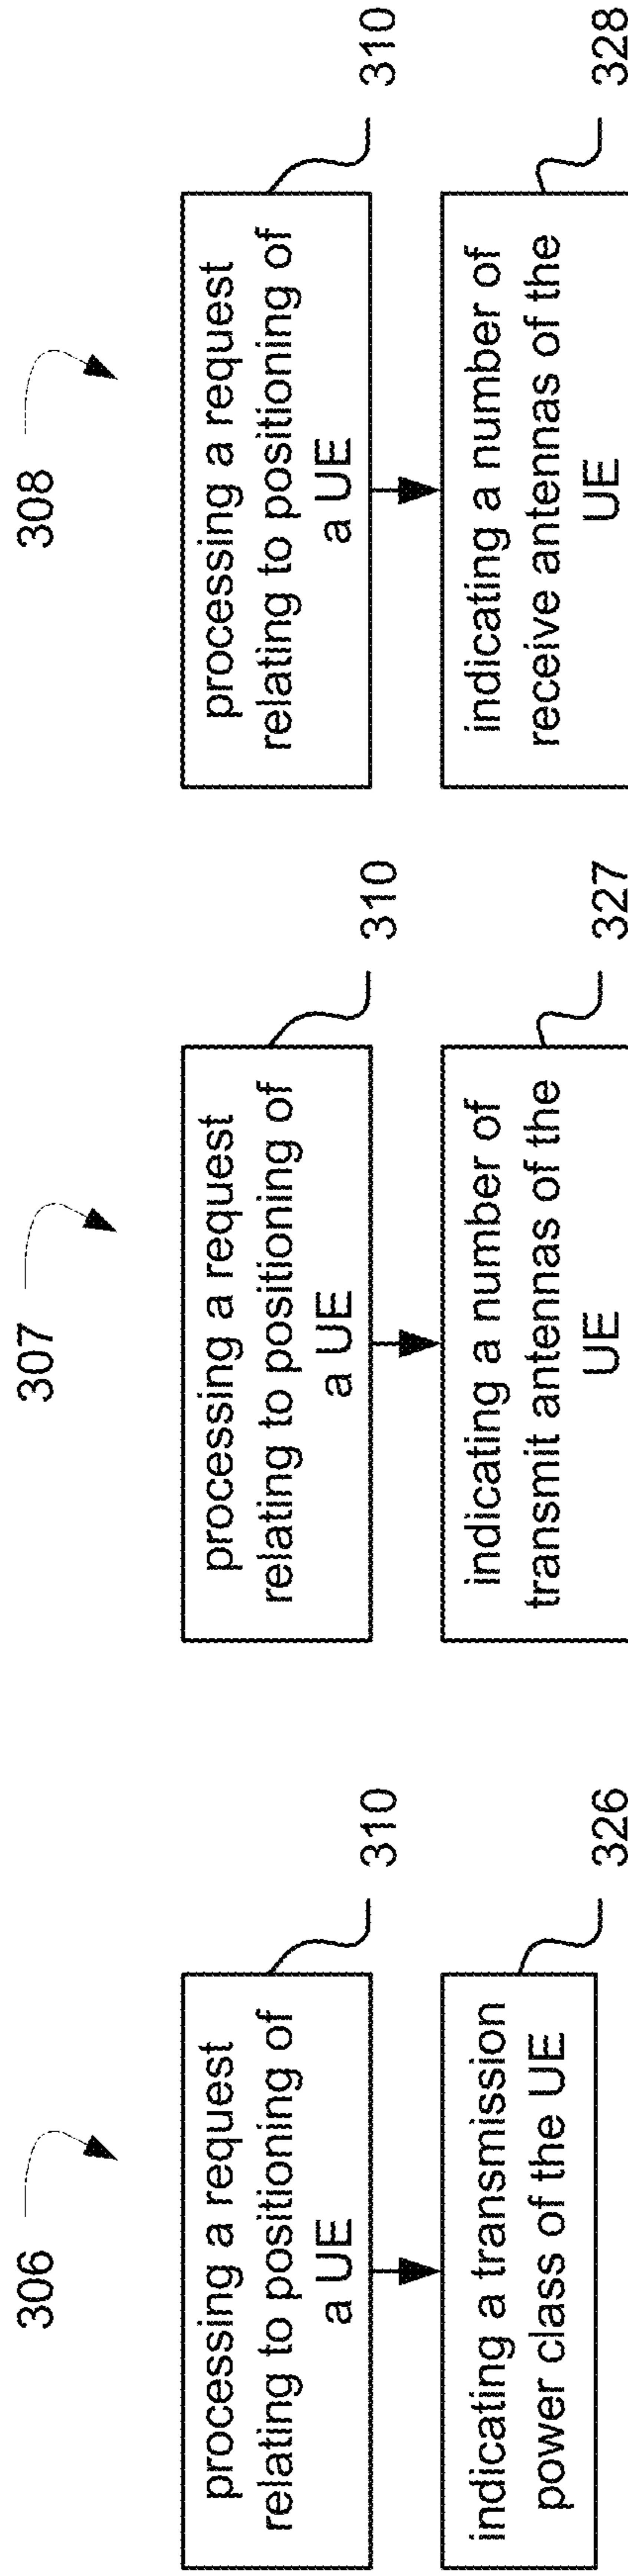 306
processing a request
relating to positioning of
a UE
310
indicating a transmission
power class of the UE
326
307
processing a request
relating to positioning of
a UE
310
indicating a number of
transmit antennas of the
UE
327
308
processing a request
relating to positioning of
a UE
310
indicating a number of
receive antennas of the
UE
328